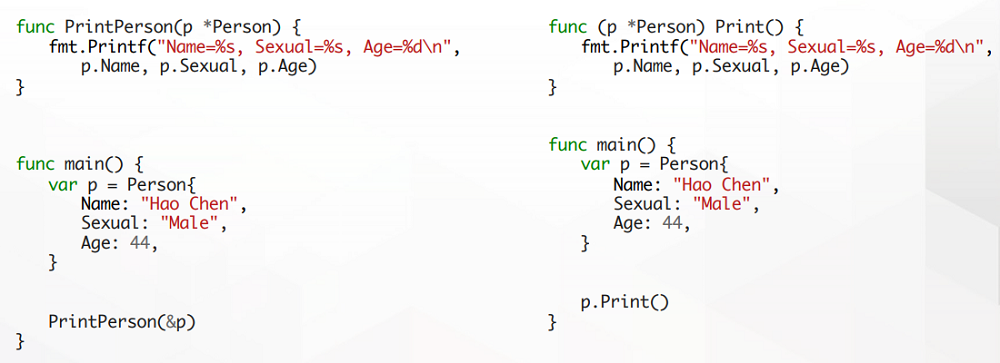 func PrintPerson(p *Person) {
    fmt.Printf("Name=%s, Sexual=%s, Age=%d\n",
        p.Name, p.Sexual, p.Age)
}
func main() {
    var p = Person{
        Name: "Hao Chen",
        Sexual: "Male",
        Age: 44,
    }
    PrintPerson(&p)
}
func (p *Person) Print() {
    fmt.Printf("Name=%s, Sexual=%s, Age=%d\n",
        p.Name, p.Sexual, p.Age)
}
func main() {
    var p = Person{
        Name: "Hao Chen",
        Sexual: "Male",
        Age: 44,
    }
    p.Print()
}